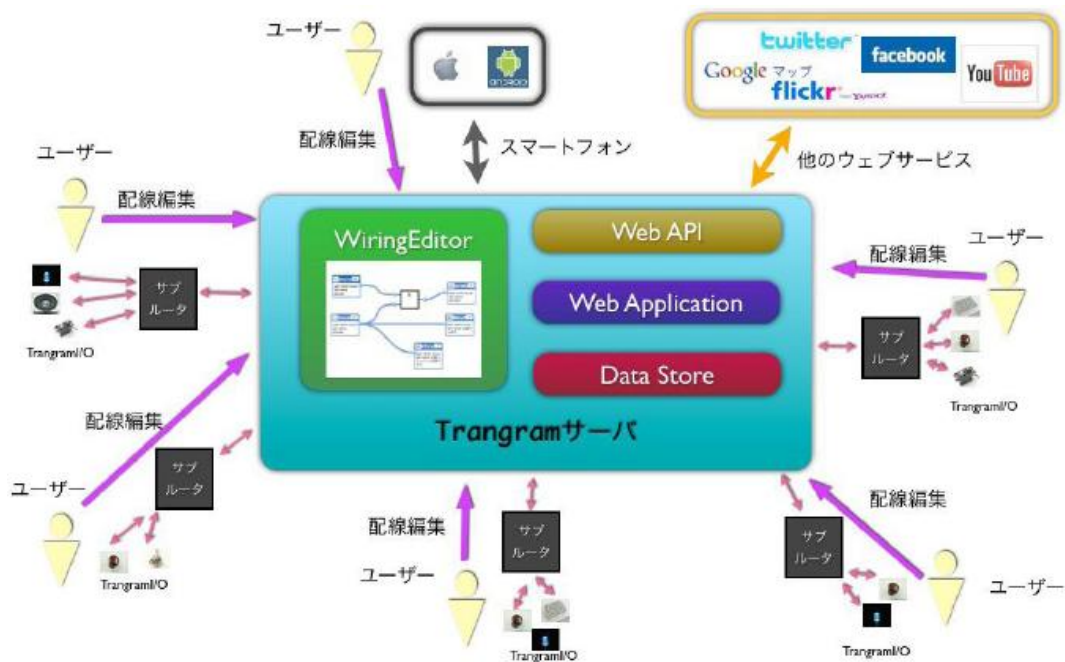 ユーザー
twitter
facebook
Google マップ
flickr
from YAHOO!
YouTube
ANDROID
配線編集
スマートフォン
他のウェブサービス
ユーザー
配線編集
WiringEditor
Web API
Web Application
Data Store
Trangramサーバ
サブ
ルータ
TrangramI/O
ユーザー
配線編集
サブ
ルータ
TrangramI/O
配線編集
ユーザー
サブ
ルータ
TrangramI/O
配線編集
ユーザー
サブ
ルータ
TrangramI/O
配線編集
ユーザー
サブ
ルータ
TrangramI/O